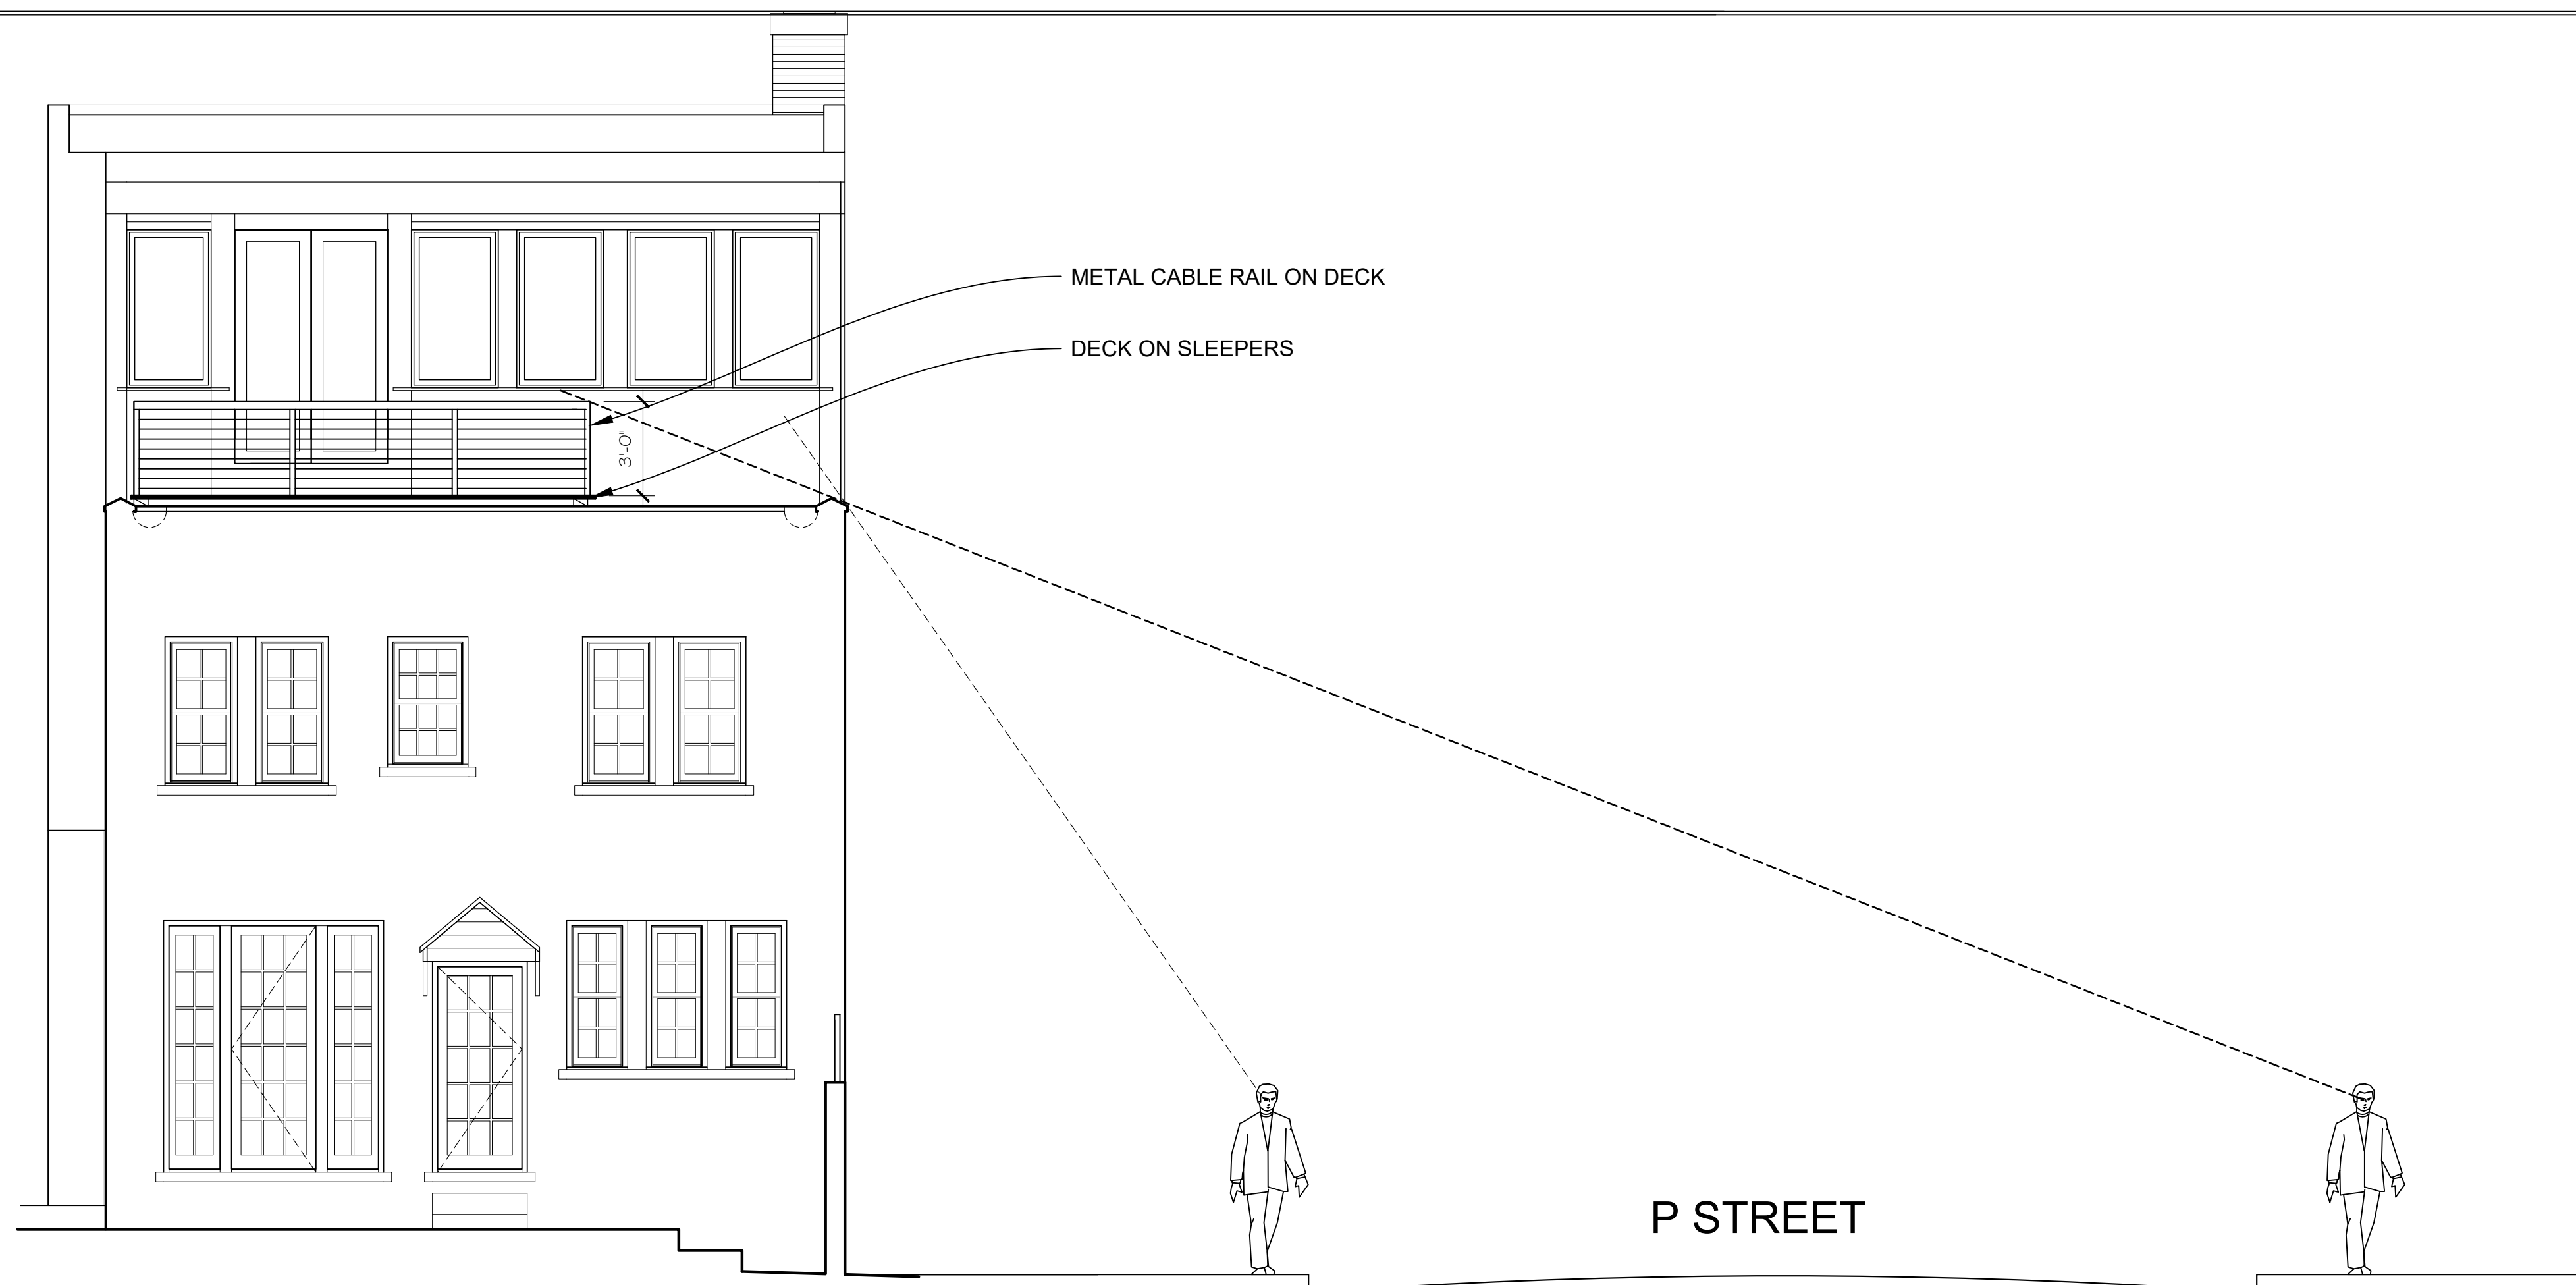 METAL CABLE RAIL ON DECK
DECK ON SLEEPERS
3'-0"
P STREET